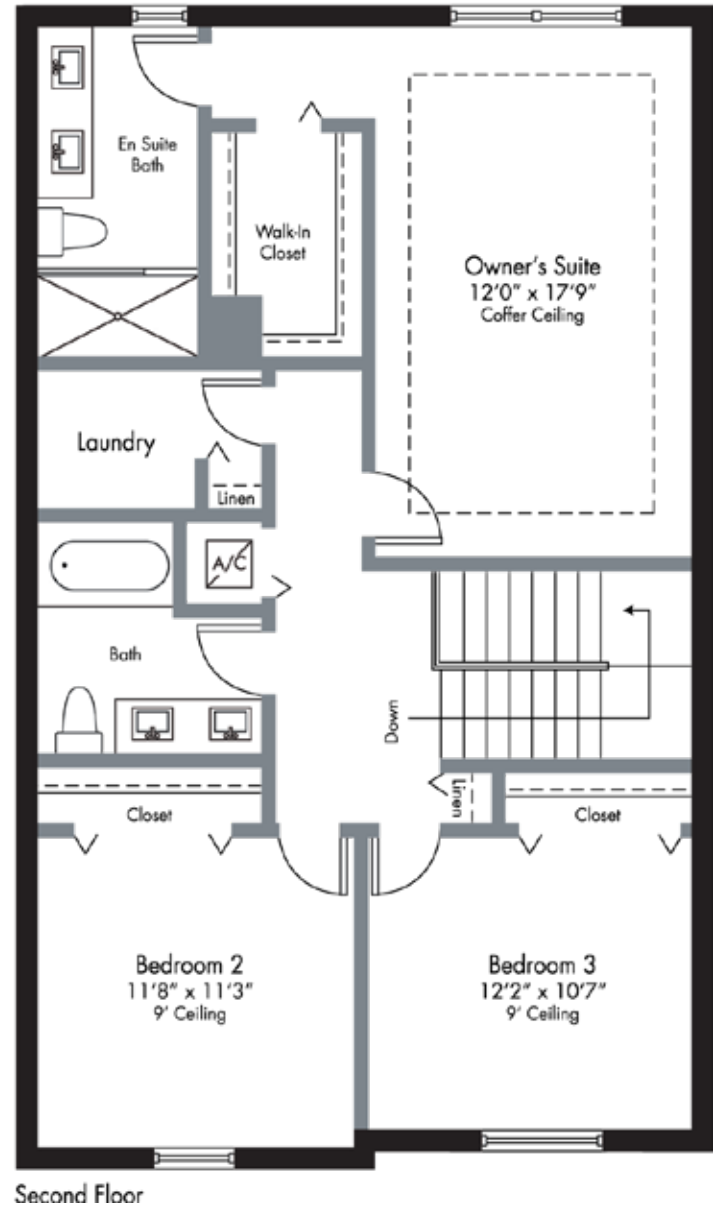 En Suite
Bath
Walk-In
Closet
Owner's Suite
12'0" x 17'9"
Coffer Ceiling
Laundry
Linen
A/C
Bath
Down
Linen
Closet
Closet
Bedroom 2
11'8" x 11'3"
9' Ceiling
Bedroom 3
12'2" x 10'7"
9' Ceiling
Second Floor